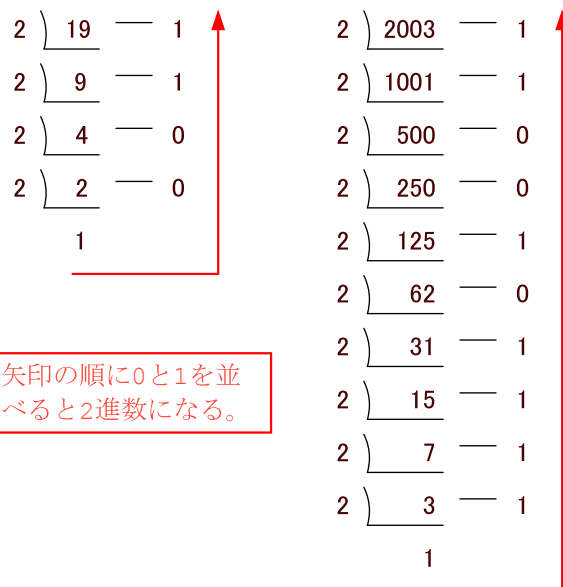 2 ) 19 — 1
2 ) 9 — 1
2 ) 4 — 0
2 ) 2 — 0
1
矢印の順に0と1を並
べると2進数になる。
2 ) 2003 — 1
2 ) 1001 — 1
2 ) 500 — 0
2 ) 250 — 0
2 ) 125 — 1
2 ) 62 — 0
2 ) 31 — 1
2 ) 15 — 1
2 ) 7 — 1
2 ) 3 — 1
1